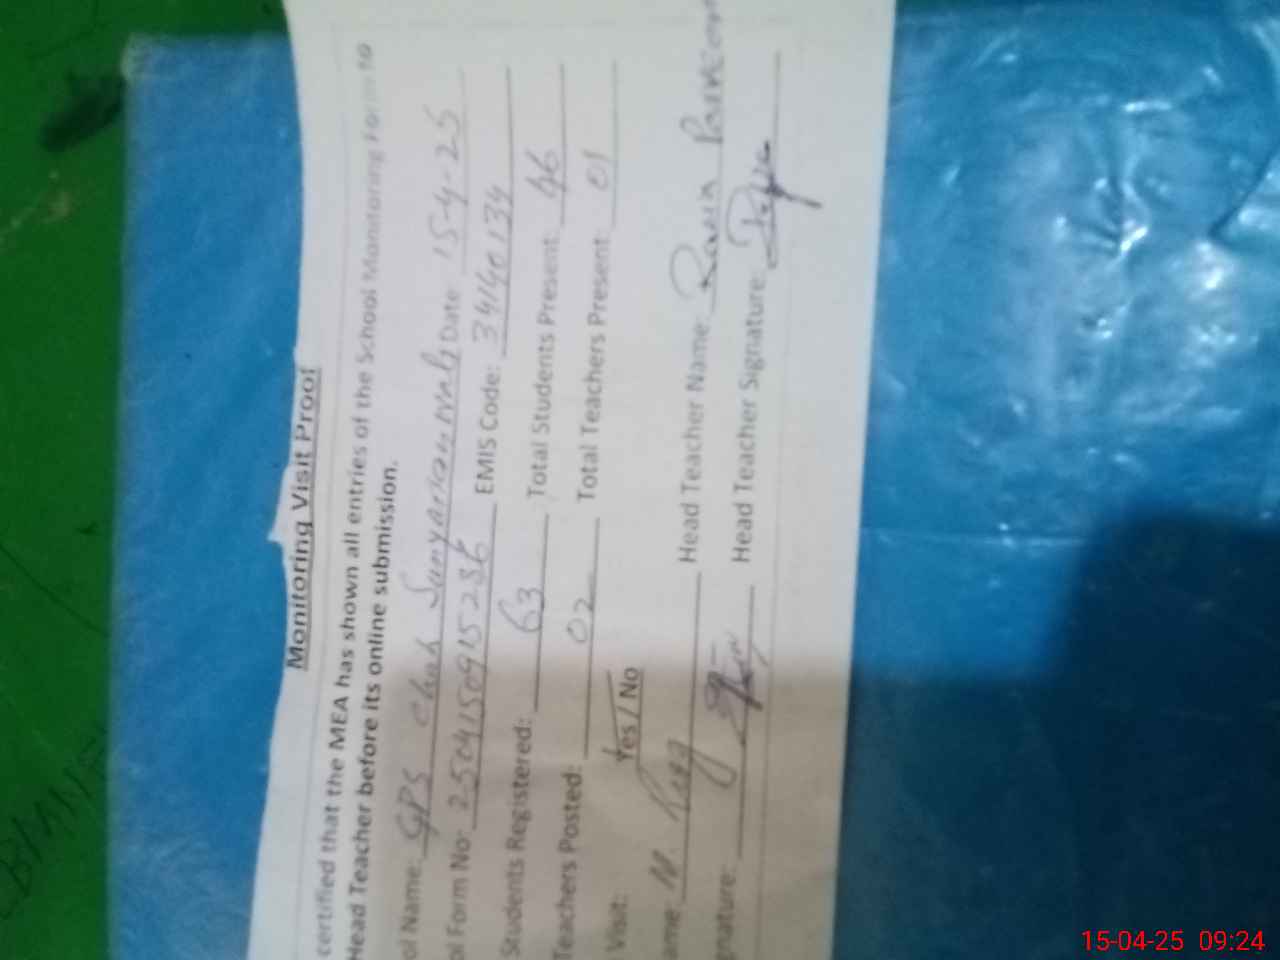 Monitoring Visit Proof
certified that the MEA has shown all entries of the School Monitoring Form to
Head Teacher before its online submission.
ol Name: GPS Chah Date 15-4-25
ol Form No 2504150915236 EMIS Code: 34140134
Students Registered: 63 Total Students Present: 46
Teachers Posted: 02 Total Teachers Present: 01
l Visit: Yes / No
ame: M. Riaz Head Teacher Name: Parveen
gnature: Head Teacher Signature:
15-04-25 09:24